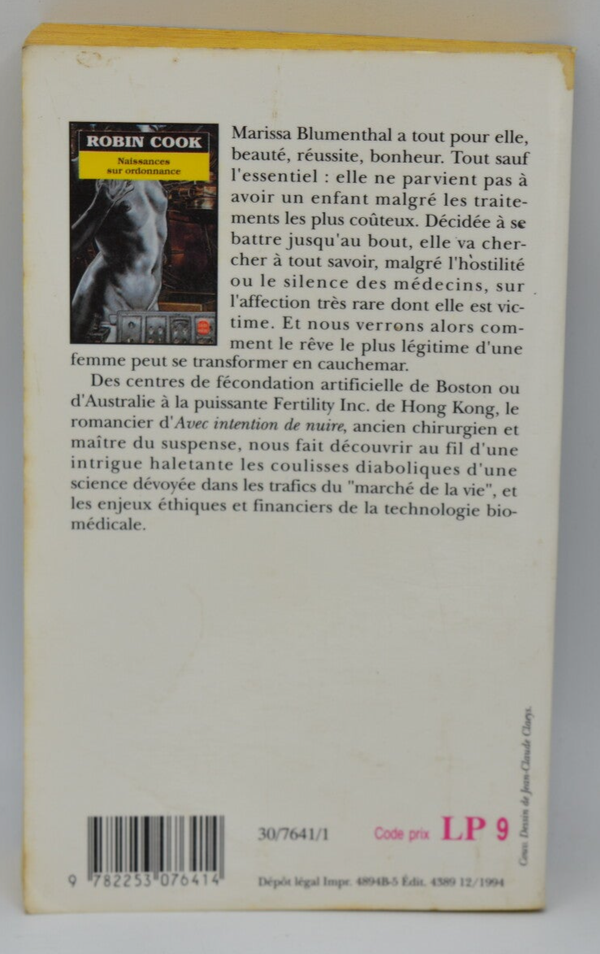 ROBIN COOK
Naissances
sur ordonnance
Marissa Blumenthal a tout pour elle,
beauté, réussite, bonheur. Tout sauf
l'essentiel : elle ne parvient pas à
avoir un enfant malgré les traite-
ments les plus coûteux. Décidée à se
battre jusqu'au bout, elle va cher-
cher à tout savoir, malgré l'hostilité
ou le silence des médecins, sur
l'affection très rare dont elle est vic-
time. Et nous verrons alors com-
ment le rêve le plus légitime d'une
femme peut se transformer en cauchemar.
Des centres de fécondation artificielle de Boston ou
d'Australie à la puissante Fertility Inc. de Hong Kong, le
romancier d'Avec intention de nuire, ancien chirurgien et
maître du suspense, nous fait découvrir au fil d'une
intrigue haletante les coulisses diaboliques d'une
science dévoyée dans les trafics du "marché de la vie", et
les enjeux éthiques et financiers de la technologie bio-
médicale.
Couv. Dessin de Jean-Claude Claeys.
30/7641/1
Code prix LP 9
9 782253 076414
Dépôt légal Impr. 4894B-5 Édit. 4389 12/1994